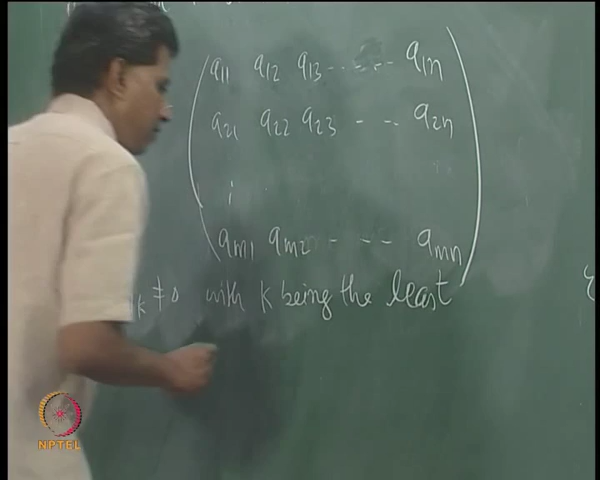 a11 a12 a13 ----- a1n
a21 a22 a23 - -- a2n
am1 am2 - -- amn
k ≠ 0 with k being the least
NPTEL